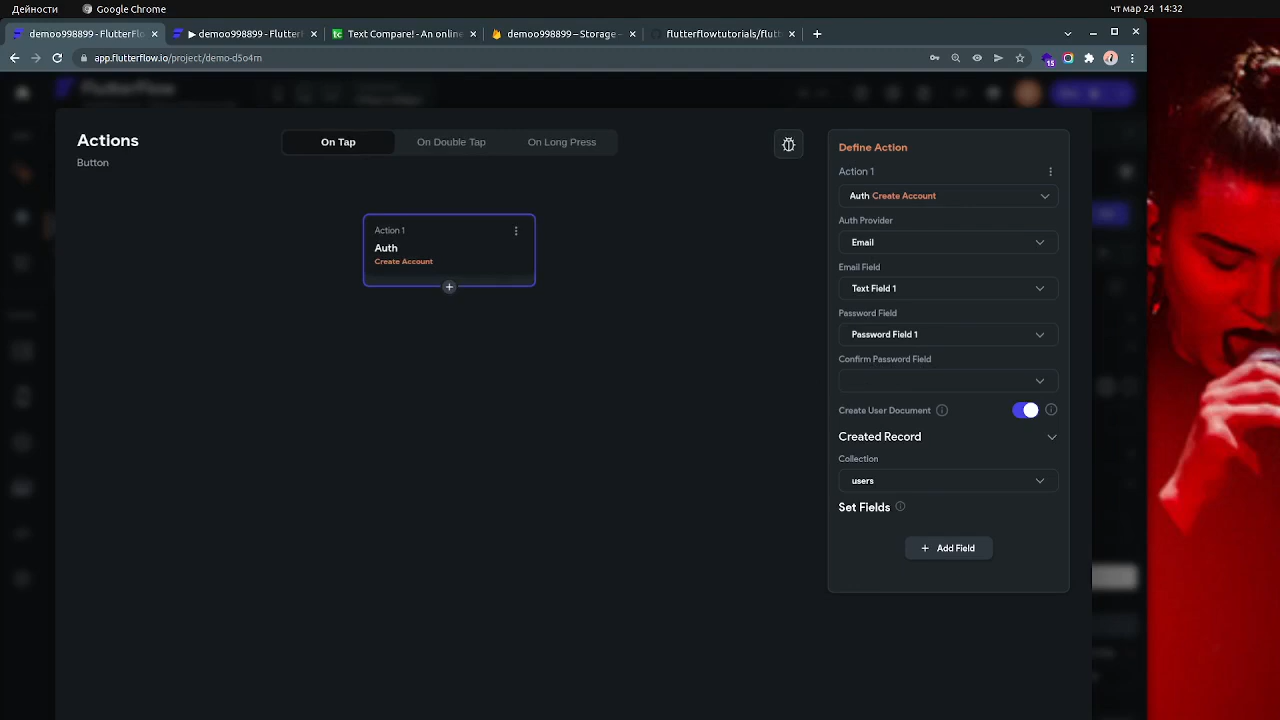 Дейности
Google Chrome
чт мар 24 14:32
demoo998899 - FlutterFlo
demoo998899 - Flutterf
Text Compare! - An online
demoo998899 – Storage –
flutterflowtutorials/flutt
app.flutterflow.io/project/demo-d5o4m
15
FlutterFlow
Actions
Button
On Tap
On Double Tap
On Long Press
Action 1
Auth
Create Account
Define Action
Action 1
Auth Create Account
Auth Provider
Email
Email Field
Text Field 1
Password Field
Password Field 1
Confirm Password Field
Create User Document
Created Record
Collection
users
Set Fields
+ Add Field